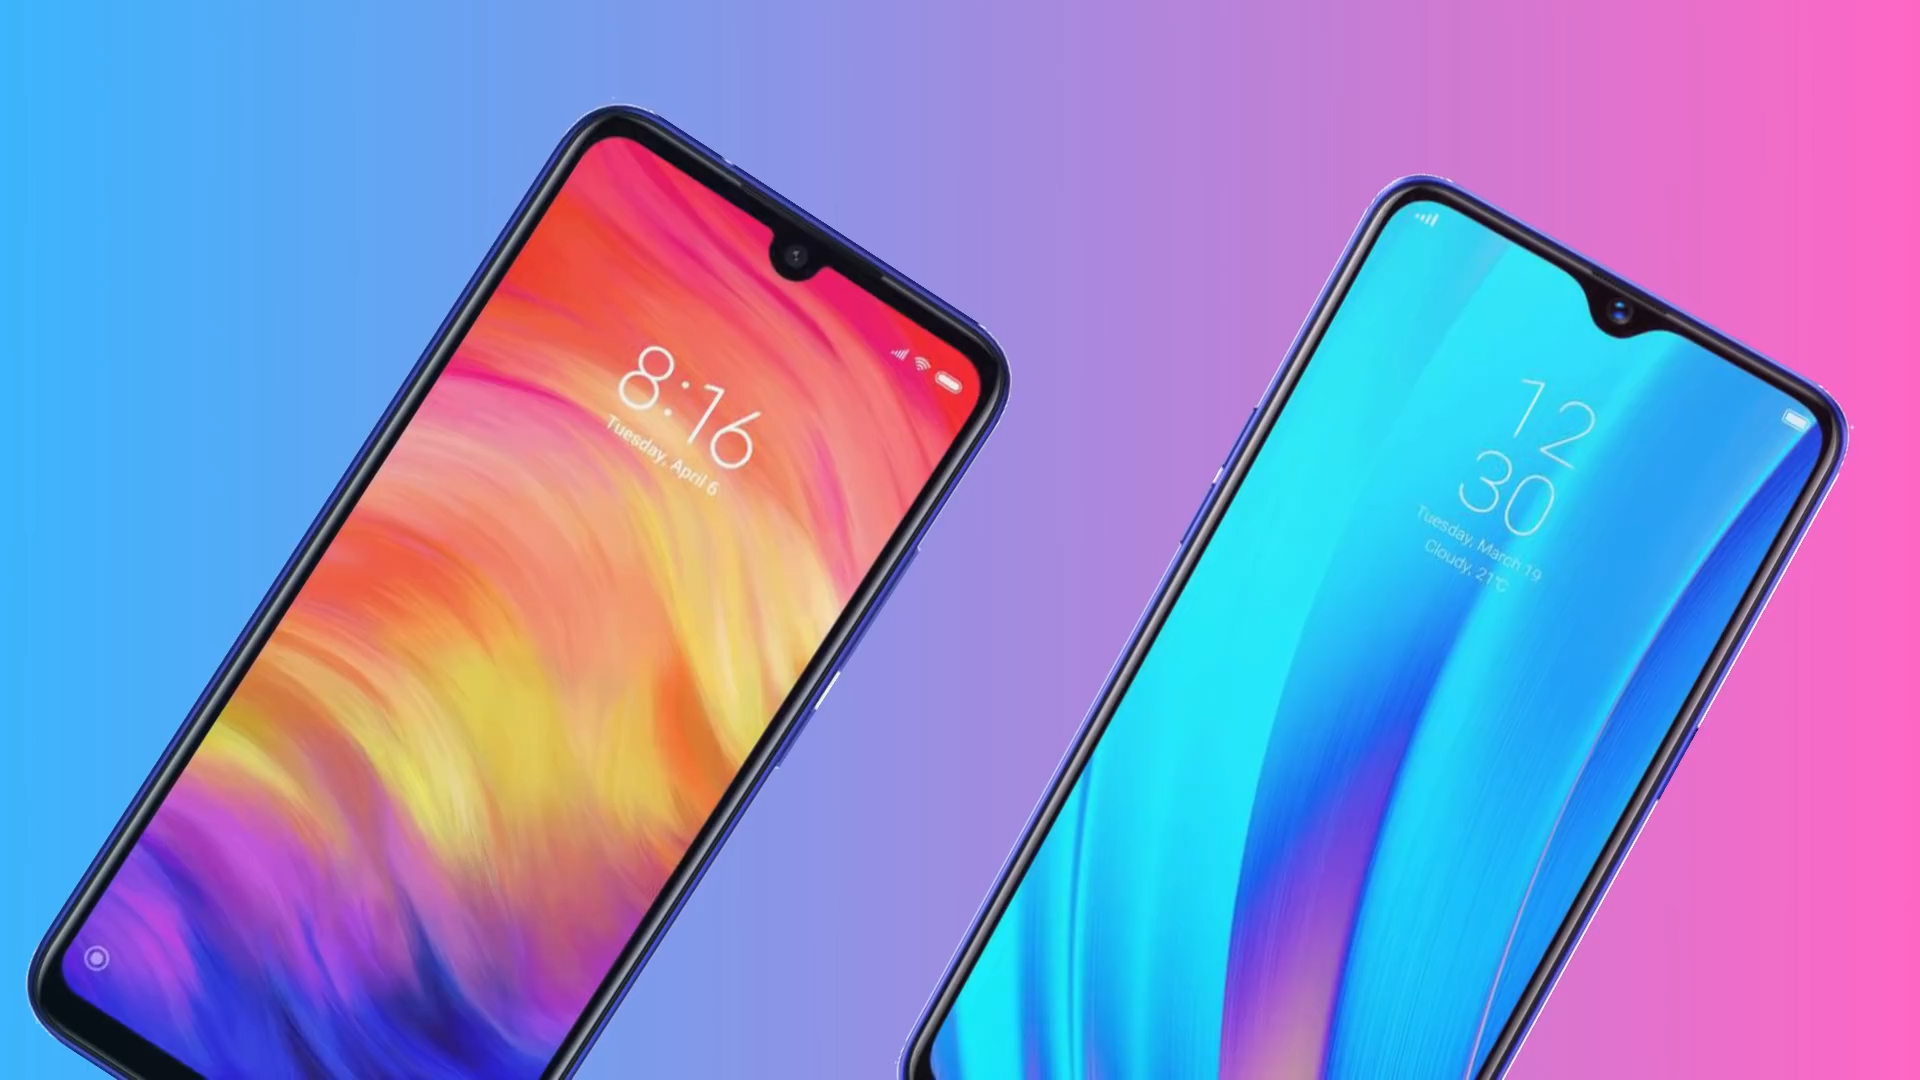 8:16
Tuesday, April 6
12
30
Tuesday, March 19
Cloudy, 21°C